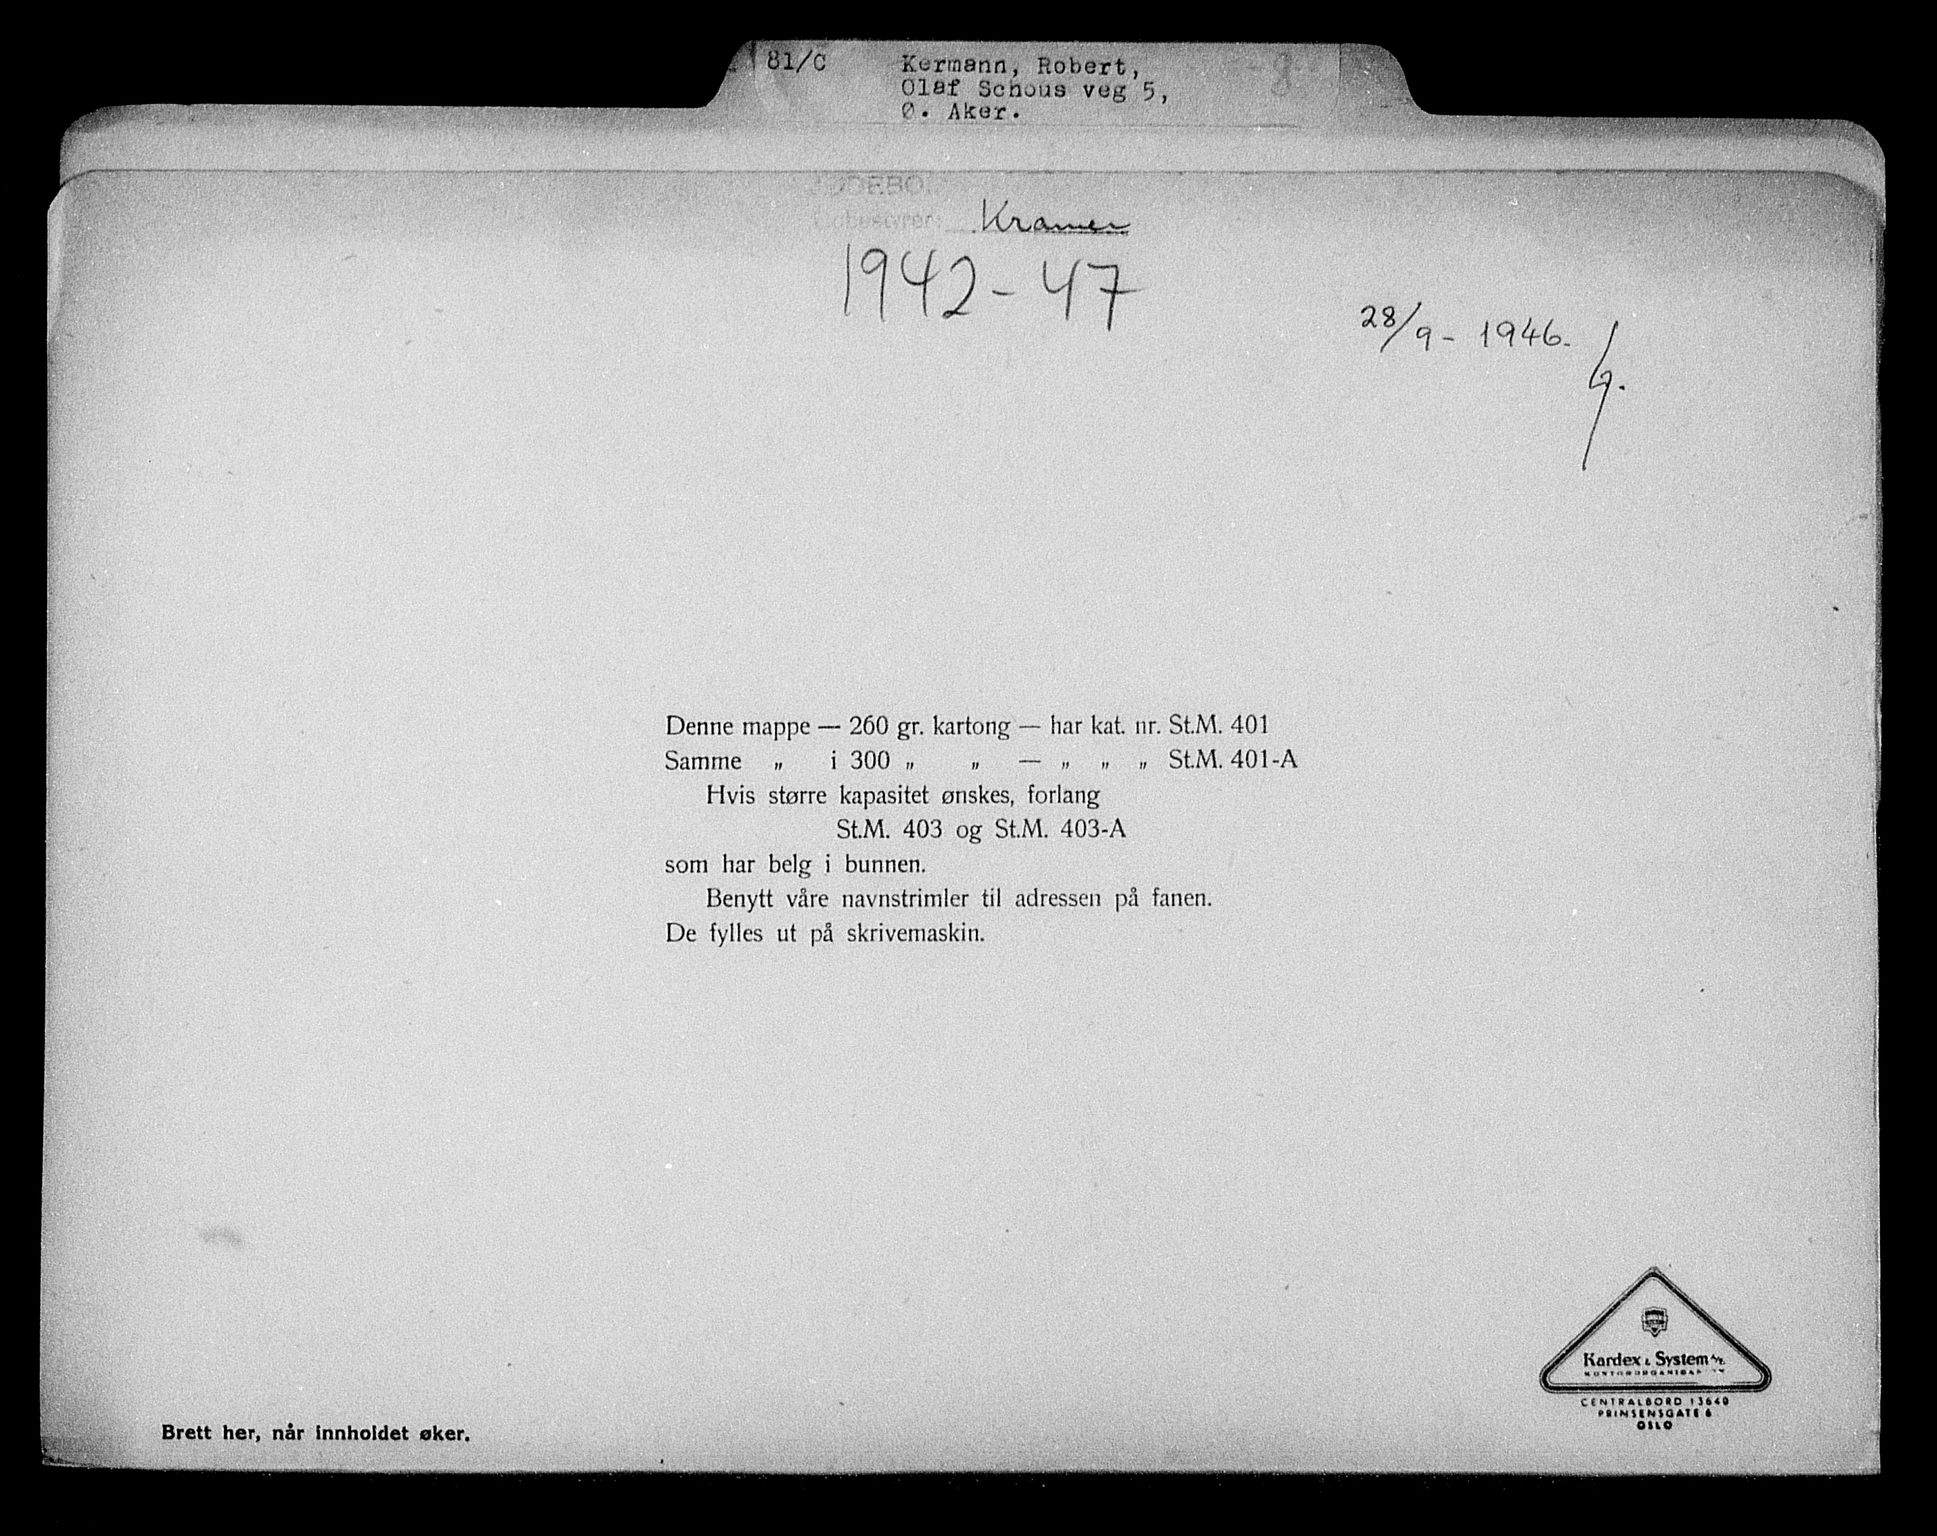 81/C Kermann, Robert,
Olaf Schous veg 5,
Ø. Aker.
JØDEBO
Bobestyrer: Kramer
1942-47
28/9- 1946.
Denne mappe — 260 gr. kartong — har kat. nr. St.M. 401
Samme „ i 300 „ „ — „ „ „ St.M. 401-A
Hvis større kapasitet ønskes, forlang
St.M. 403 og St.M. 403-A
som har belg i bunnen.
Benytt våre navnstrimler til adressen på fanen.
De fylles ut på skrivemaskin.
Kardex & System A/S
CENTRALBORD 13640
PRINSENSGATE 6
OSLO
Brett her, når innholdet øker.